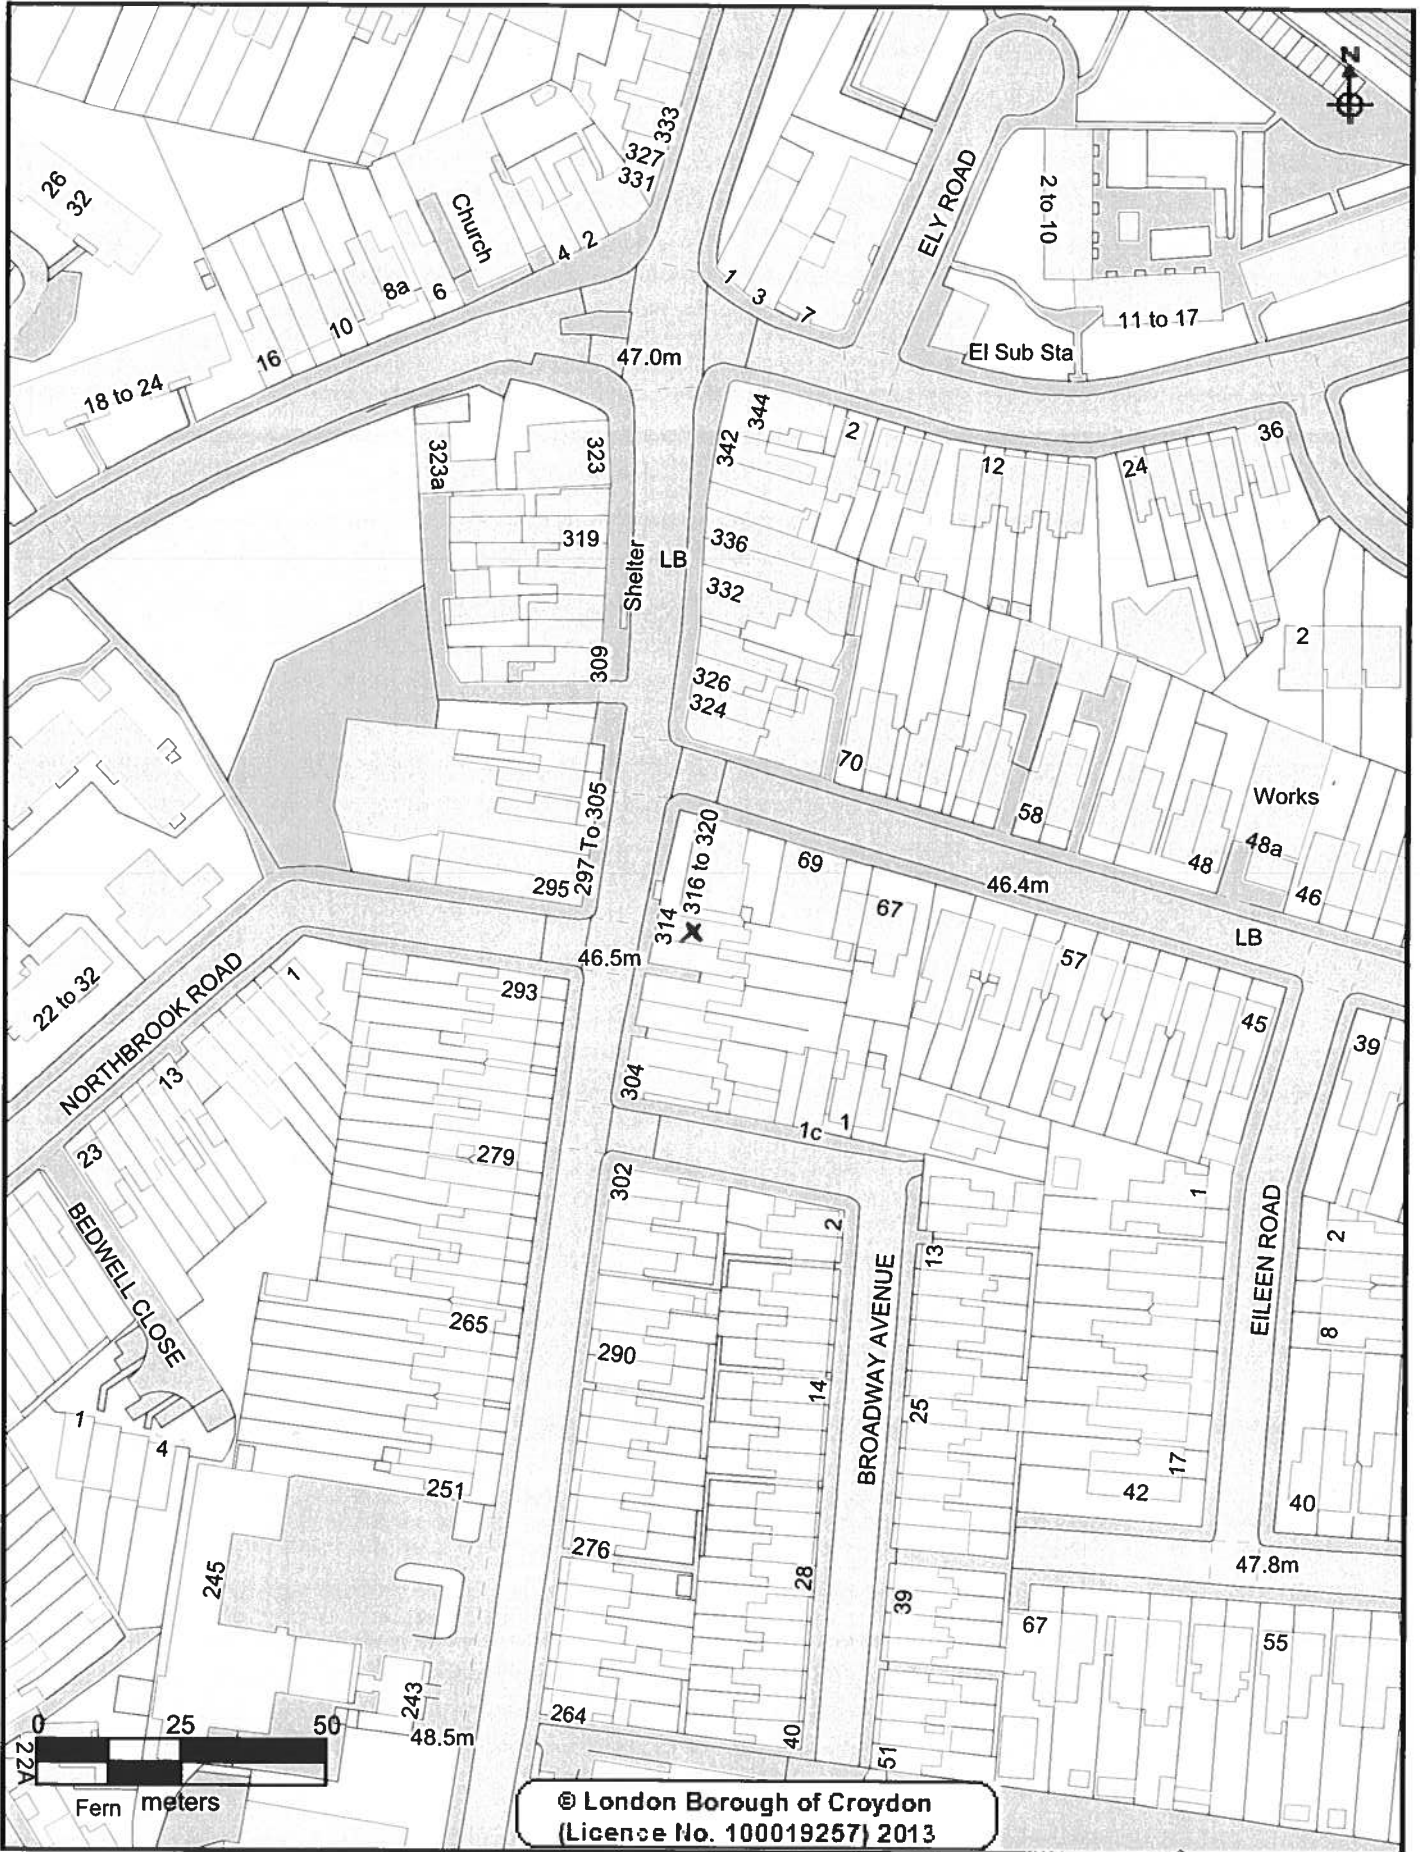 333
327
331
26
32
Church
4
2
8a
6
10
16
18 to 24
ELY ROAD
2 to 10
Z
1
3
7
11 to 17
El Sub Sta
47.0m
344
342
2
12
24
36
323a
323
319
Shelter
LB
336
332
309
326
324
2
70
58
Works
48a
48
46
297 To 305
295
316 to 320
314
X
69
67
46.4m
LB
57
45
39
46.5m
22 to 32
NORTHBROOK ROAD
1
13
23
293
304
1c
1
279
302
2
13
1
EILEEN ROAD
2
8
BEDWELL CLOSE
265
290
14
BROADWAY AVENUE
25
17
42
40
1
4
251
245
276
28
39
47.8m
67
55
243
264
40
51
48.5m
0
25
50
22A
Fern
meters
© London Borough of Croydon
(Licence No. 100019257) 2013